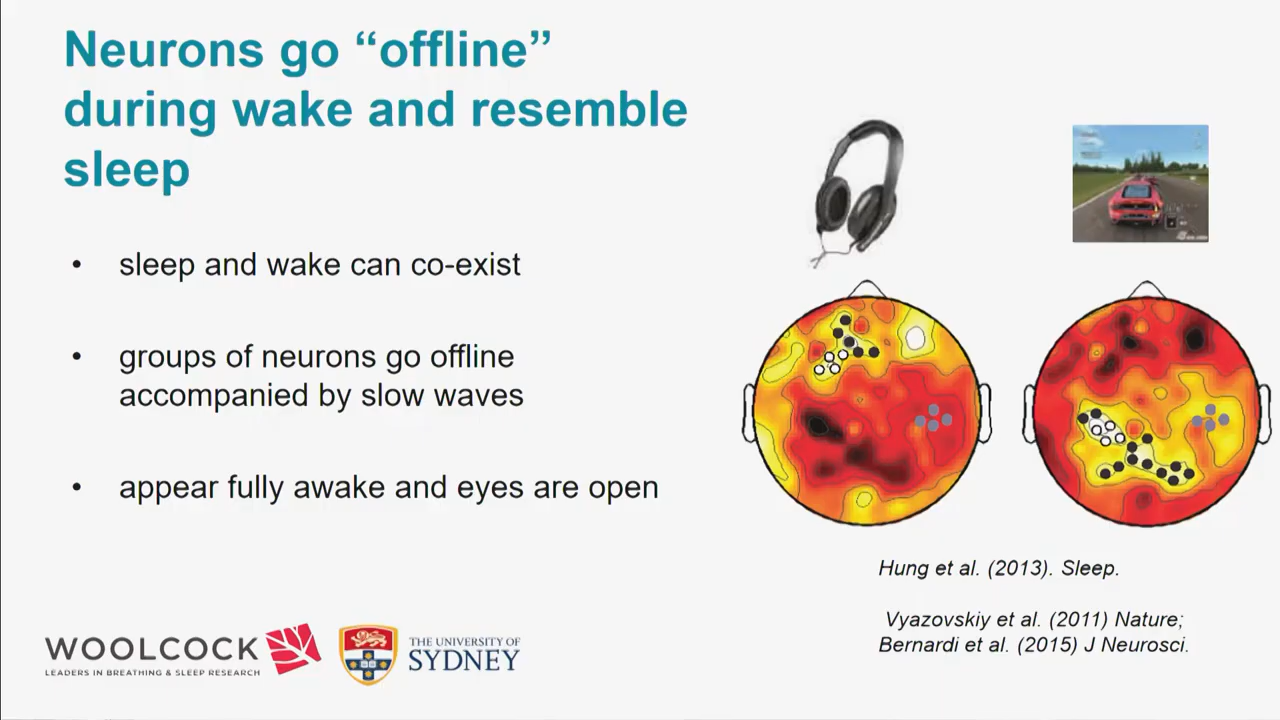 Neurons go “offline”
during wake and resemble
sleep
• sleep and wake can co-exist
• groups of neurons go offline
accompanied by slow waves
• appear fully awake and eyes are open
Hung et al. (2013). Sleep.
Vyazovskiy et al. (2011) Nature;
Bernardi et al. (2015) J Neurosci.
WOOLCOCK
LEADERS IN BREATHING & SLEEP RESEARCH
THE UNIVERSITY OF
SYDNEY